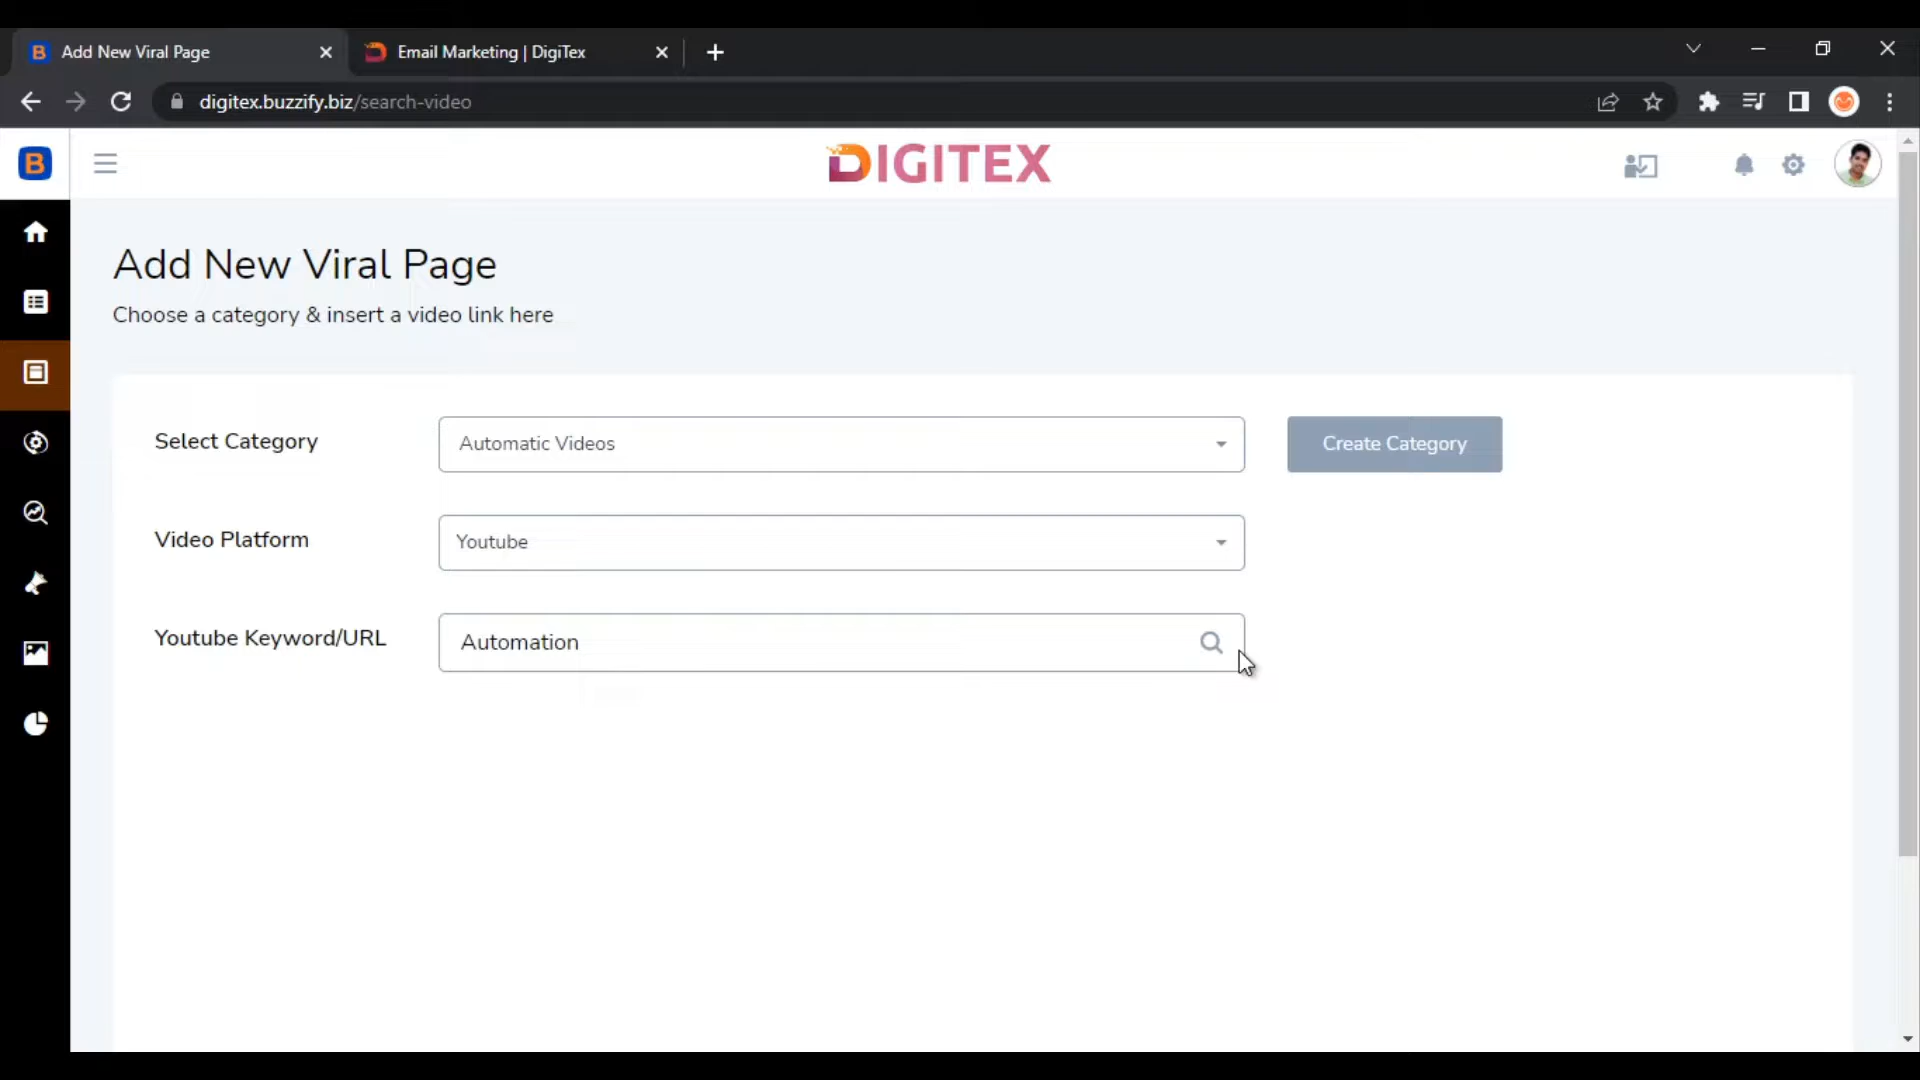 B Add New Viral Page
Email Marketing | DigiTex
digitex.buzzify.biz/search-video
B
DIGITEX
Add New Viral Page
Choose a category & insert a video link here
Select Category
Automatic Videos
Create Category
Video Platform
Youtube
Youtube Keyword/URL
Automation